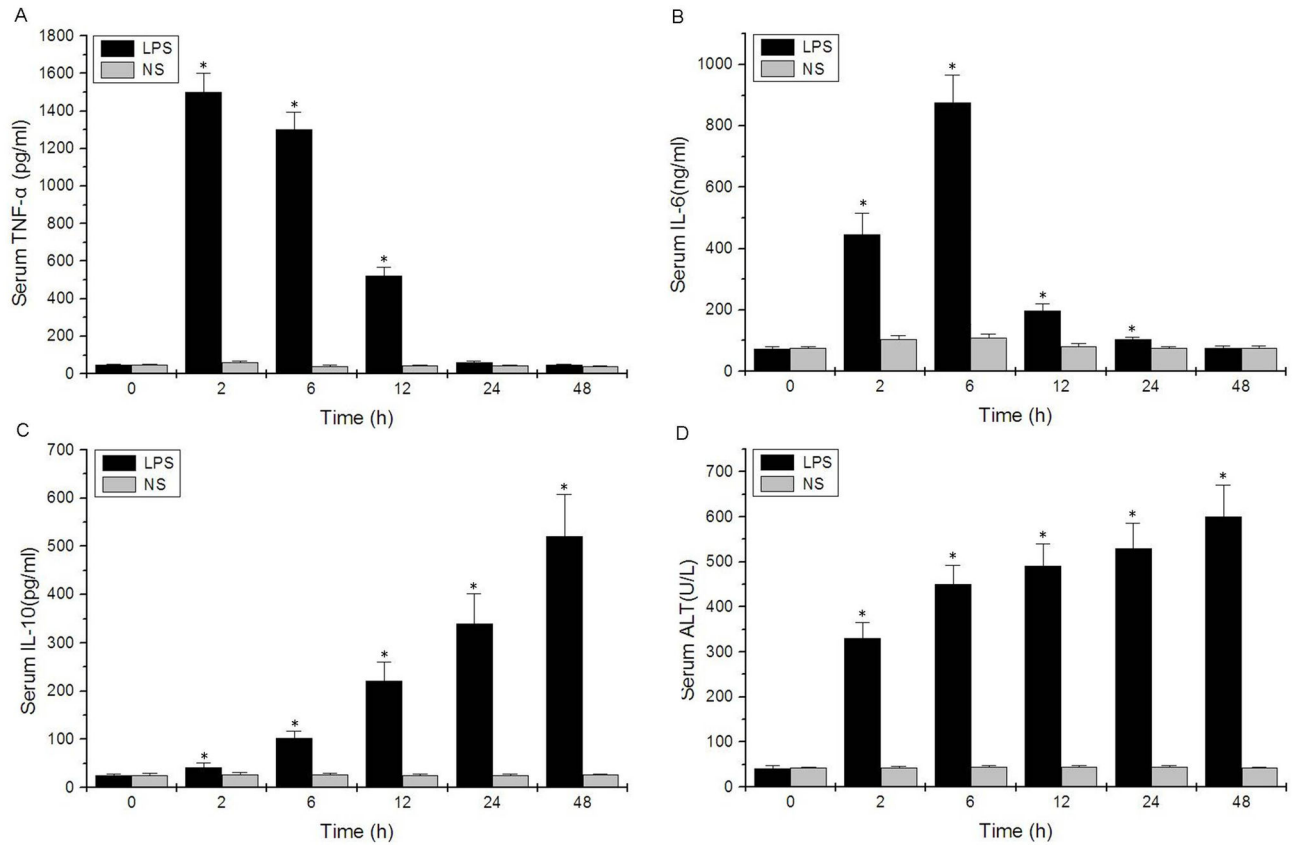 A
Serum TNF-α (pg/ml)
1800
1600
1400
1200
1000
800
600
400
200
0
LPS
NS
*
*
*
0 2 6 12 24 48
Time (h)
B
Serum IL-6(ng/ml)
1000
800
600
400
200
0
LPS
NS
*
*
*
*
0 2 6 12 24 48
Time (h)
C
Serum IL-10(pg/ml)
700
600
500
400
300
200
100
0
LPS
NS
*
*
*
*
*
0 2 6 12 24 48
Time (h)
D
Serum ALT(U/L)
700
600
500
400
300
200
100
0
LPS
NS
*
*
*
*
*
0 2 6 12 24 48
Time (h)